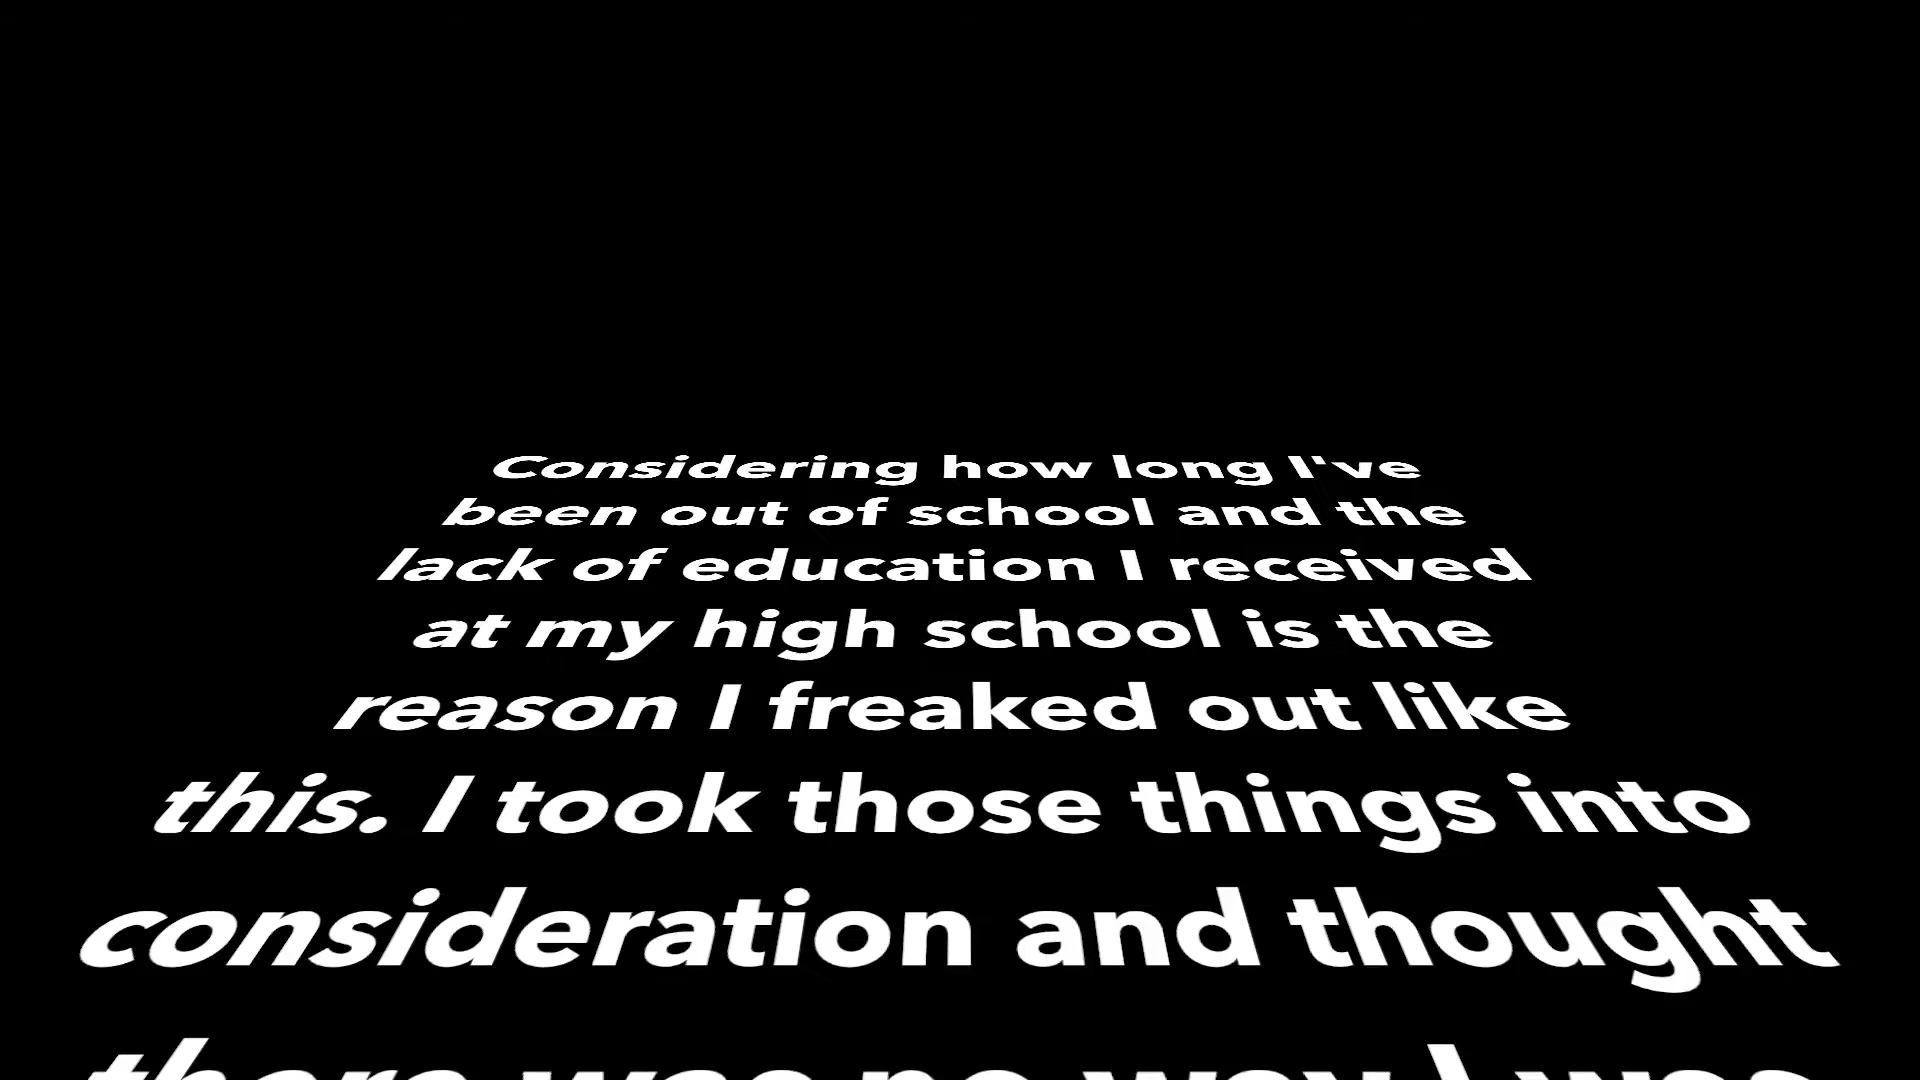 Considering how long I've
been out of school and the
lack of education I received
at my high school is the
reason I freaked out like
this. I took those things into
consideration and thought
there was no way I was